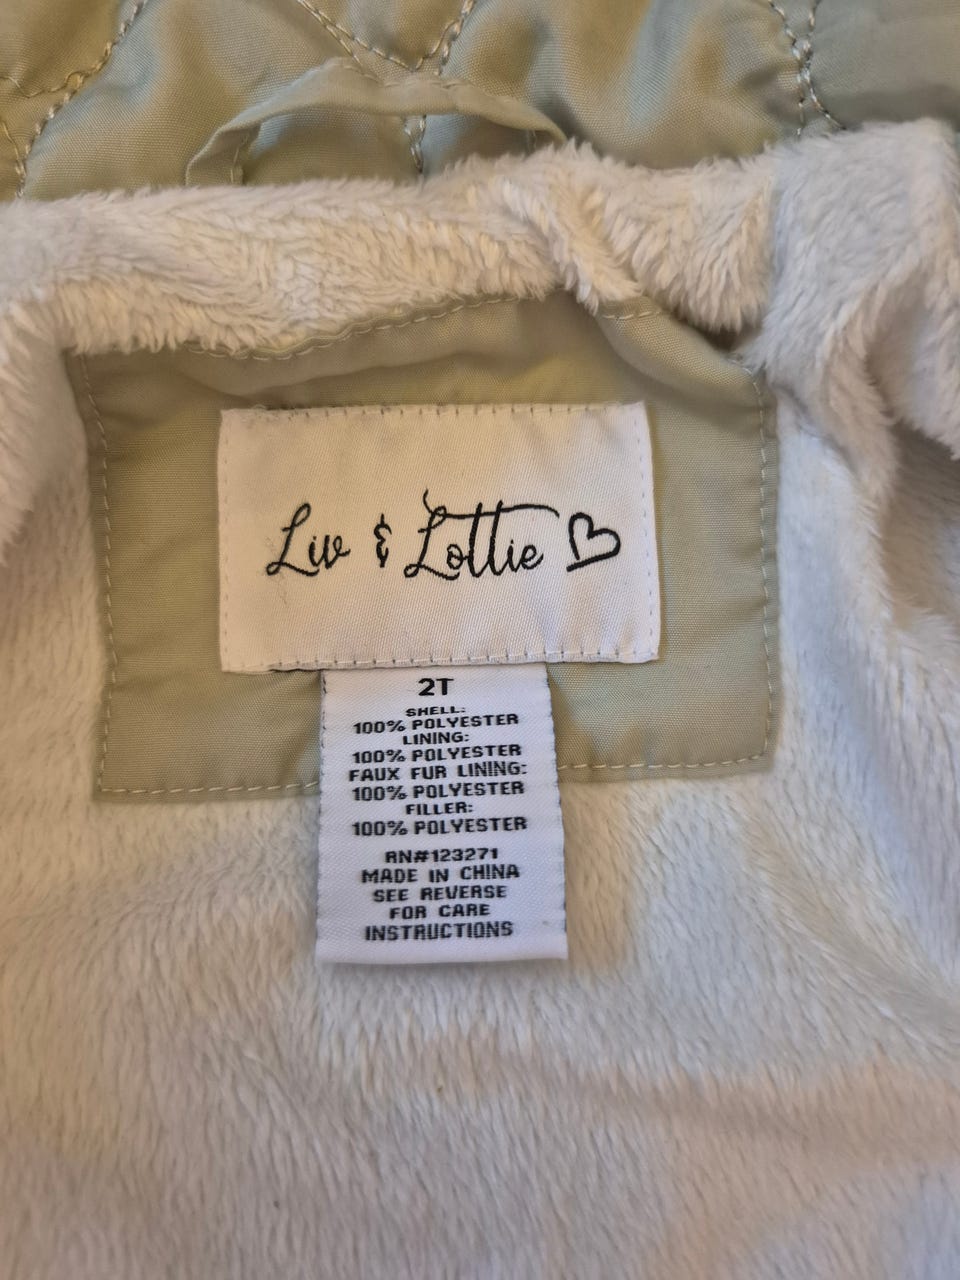 Liv & Lottie
2T
SHELL:
100% POLYESTER
LINING:
100% POLYESTER
FAUX FUR LINING:
100% POLYESTER
FILLER:
100% POLYESTER
RN#123271
MADE IN CHINA
SEE REVERSE
FOR CARE
INSTRUCTIONS